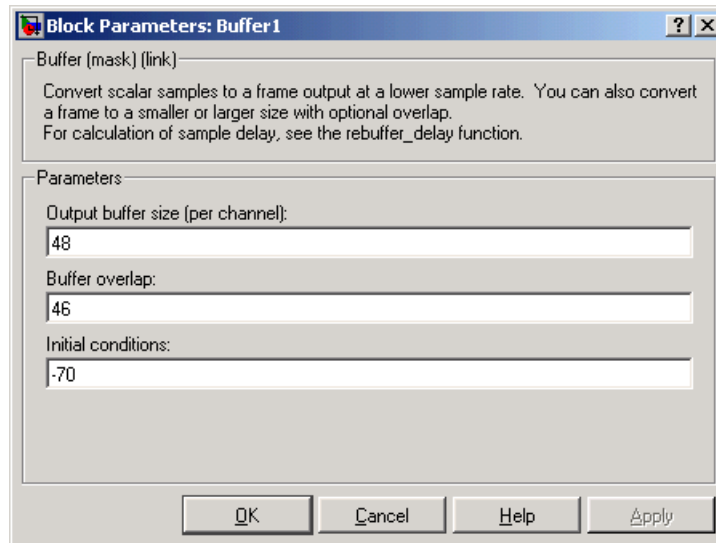 Block Parameters: Buffer1
Buffer (mask) (link)
Convert scalar samples to a frame output at a lower sample rate.  You can also convert
a frame to a smaller or larger size with optional overlap.
For calculation of sample delay, see the rebuffer_delay function.
Parameters
Output buffer size (per channel):
48
Buffer overlap:
46
Initial conditions:
-70
OK Cancel Help Apply